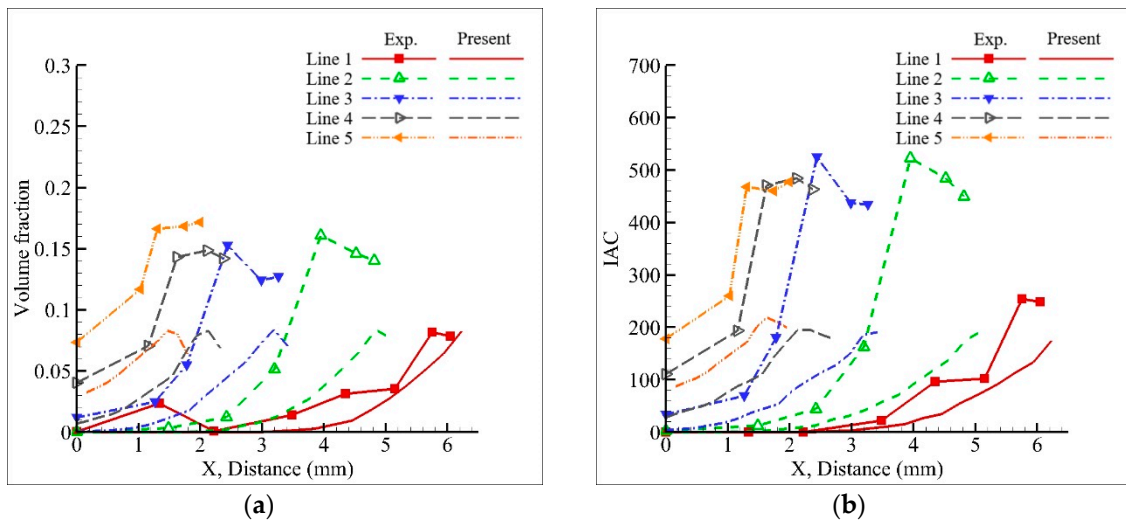 Exp. Present
Line 1
Line 2
Line 3
Line 4
Line 5
0.3
0.25
0.2
0.15
0.1
0.05
0
Volume fraction
0 1 2 3 4 5 6
X, Distance (mm)
(a)
Exp. Present
Line 1
Line 2
Line 3
Line 4
Line 5
700
600
500
400
300
200
100
0
IAC
0 1 2 3 4 5 6
X, Distance (mm)
(b)